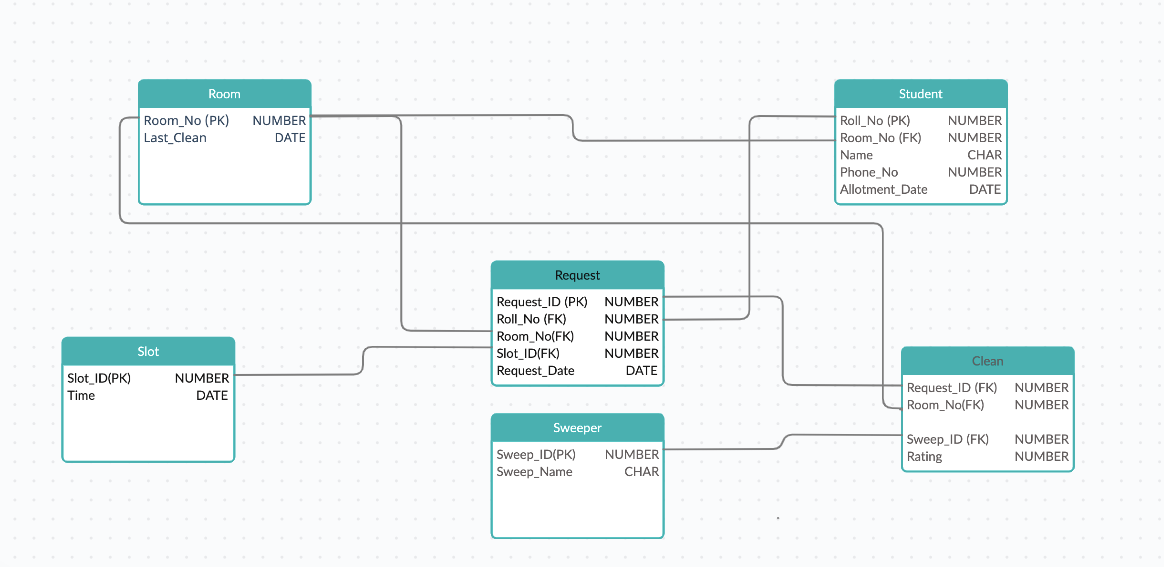 Room
Room_No (PK) NUMBER
Last_Clean DATE
Student
Roll_No (PK) NUMBER
Room_No (FK) NUMBER
Name CHAR
Phone_No NUMBER
Allotment_Date DATE
Request
Request_ID (PK) NUMBER
Roll_No (FK) NUMBER
Room_No(FK) NUMBER
Slot_ID(FK) NUMBER
Request_Date DATE
Slot
Slot_ID(PK) NUMBER
Time DATE
Clean
Request_ID (FK) NUMBER
Room_No(FK) NUMBER
Sweep_ID (FK) NUMBER
Rating NUMBER
Sweeper
Sweep_ID(PK) NUMBER
Sweep_Name CHAR